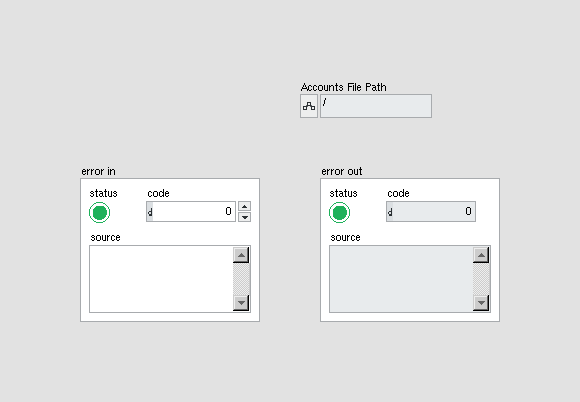 Accounts File Path
/
error in
status
code
d
0
source
error out
status
code
d
0
source